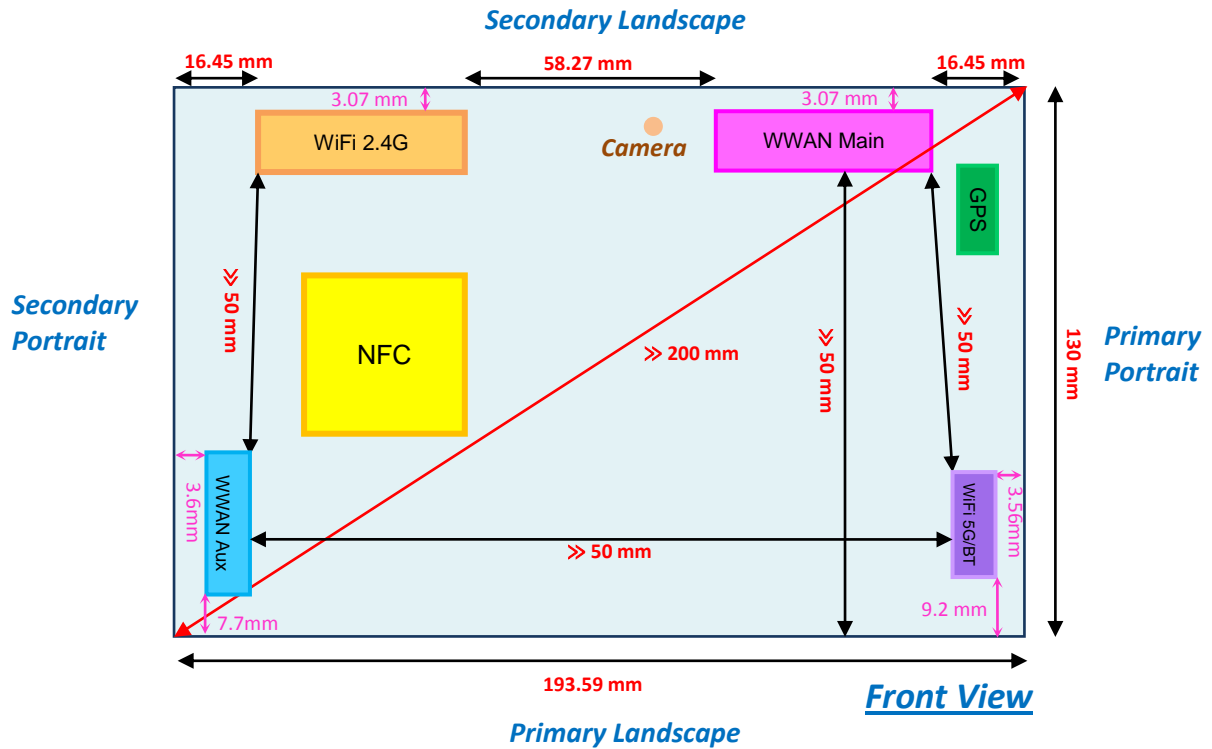 Secondary Landscape
16.45 mm
58.27 mm
16.45 mm
3.07 mm
3.07 mm
WiFi 2.4G
Camera
WWAN Main
GPS
Secondary
Portrait
≫ 50 mm
NFC
≫ 200 mm
≫ 50 mm
≫ 50 mm
130 mm
Primary
Portrait
3.6mm
WWAN Aux
≫ 50 mm
WiFi 5G/BT
3.56mm
7.7mm
9.2 mm
193.59 mm
Front View
Primary Landscape